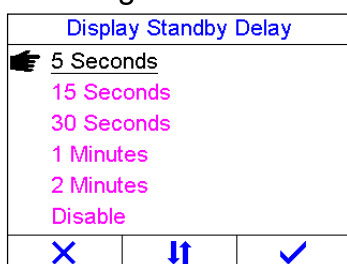 Display Standby Delay
5 Seconds
15 Seconds
30 Seconds
1 Minutes
2 Minutes
Disable